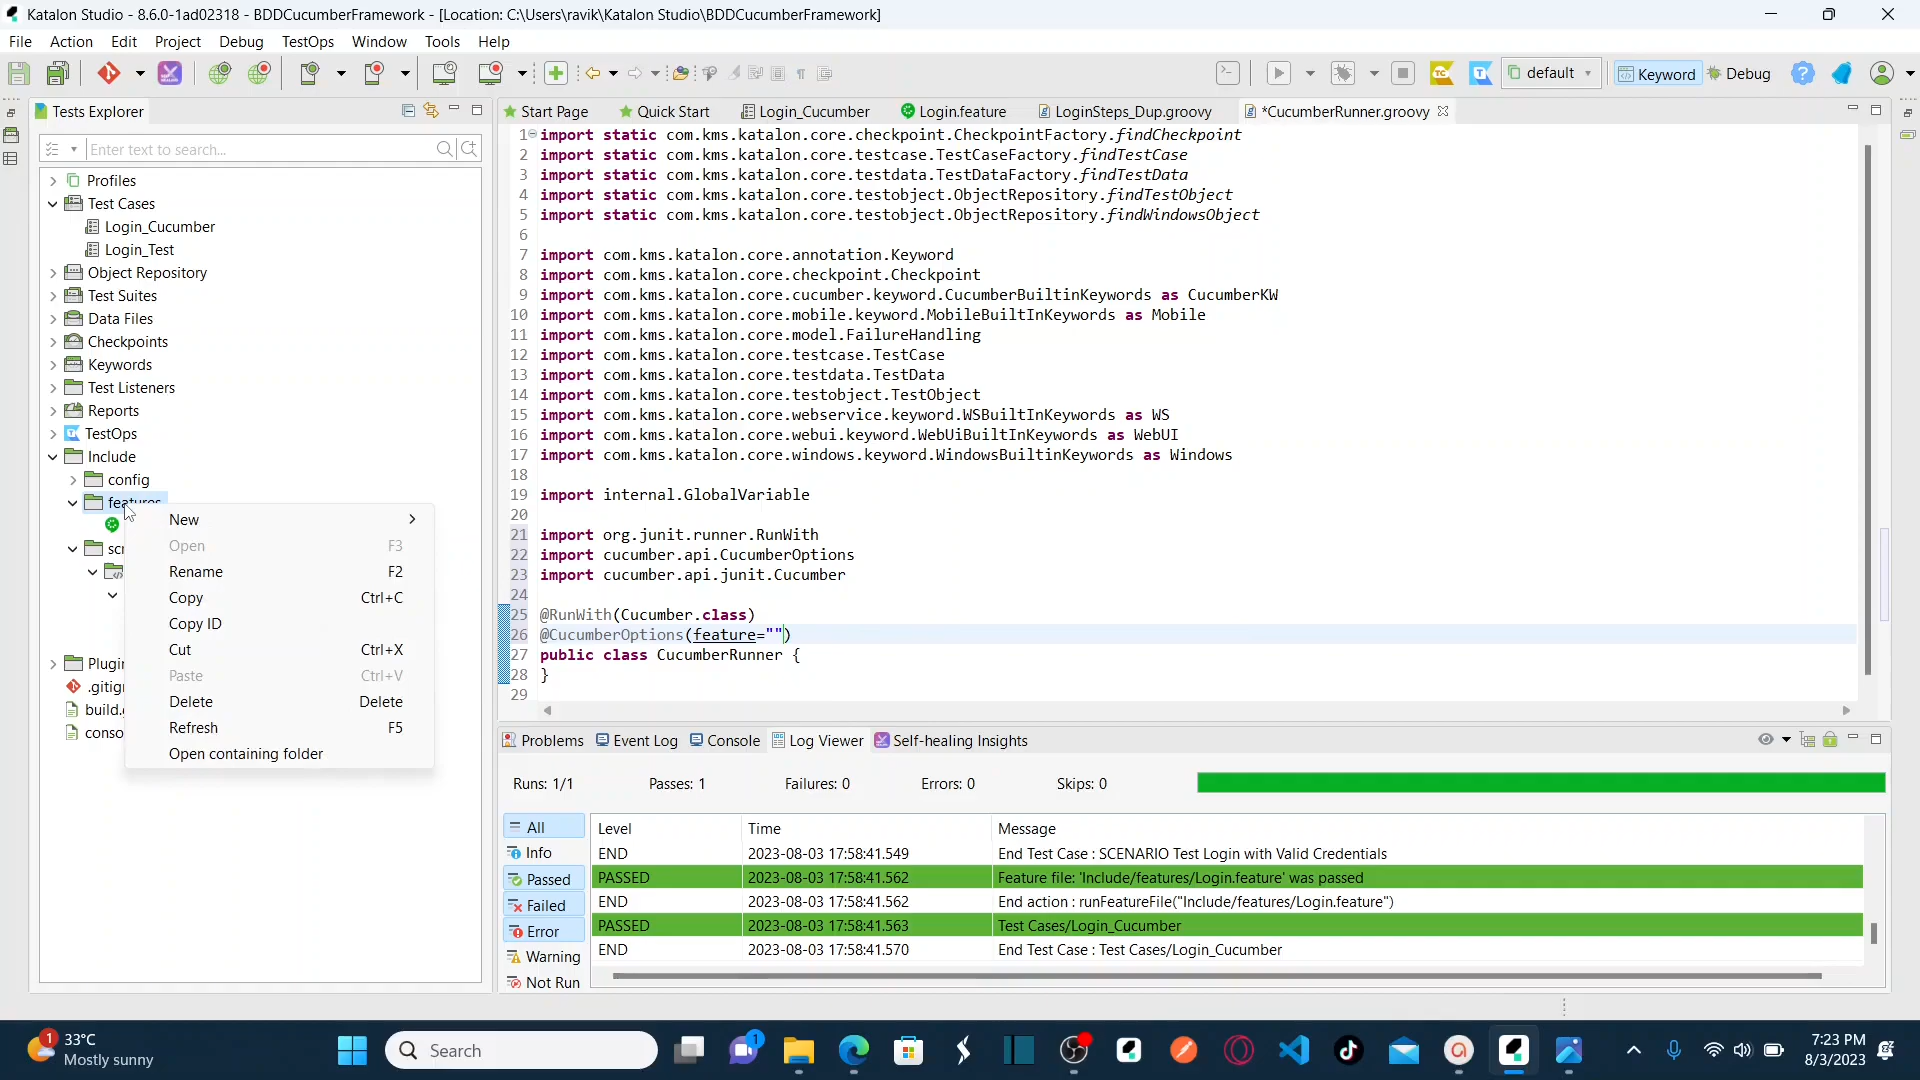 Katalon Studio - 8.6.0-1ad02318 - BDDCucumberFramework - [Location: C:\Users\ravik\Katalon Studio\BDDCucumberFramework]
File Action Edit Project Debug TestOps Window Tools Help
default Keyword Debug
Tests Explorer
Start Page Quick Start Login_Cucumber Login.feature LoginSteps_Dup.groovy *CucumberRunner.groovy
Enter text to search...
Profiles
Test Cases
Login_Cucumber
Login_Test
Object Repository
Test Suites
Data Files
Checkpoints
Keywords
Test Listeners
Reports
TestOps
Include
config
features
scr
Plugin
.gitig
build.
conso
New
Open F3
Rename F2
Copy Ctrl+C
Copy ID
Cut Ctrl+X
Paste Ctrl+V
Delete Delete
Refresh F5
Open containing folder
1 import static com.kms.katalon.core.checkpoint.CheckpointFactory.findCheckpoint
2 import static com.kms.katalon.core.testcase.TestCaseFactory.findTestCase
3 import static com.kms.katalon.core.testdata.TestDataFactory.findTestData
4 import static com.kms.katalon.core.testobject.ObjectRepository.findTestObject
5 import static com.kms.katalon.core.testobject.ObjectRepository.findWindowsObject
6
7 import com.kms.katalon.core.annotation.Keyword
8 import com.kms.katalon.core.checkpoint.Checkpoint
9 import com.kms.katalon.core.cucumber.keyword.CucumberBuiltinKeywords as CucumberKW
10 import com.kms.katalon.core.mobile.keyword.MobileBuiltInKeywords as Mobile
11 import com.kms.katalon.core.model.FailureHandling
12 import com.kms.katalon.core.testcase.TestCase
13 import com.kms.katalon.core.testdata.TestData
14 import com.kms.katalon.core.testobject.TestObject
15 import com.kms.katalon.core.webservice.keyword.WSBuiltInKeywords as WS
16 import com.kms.katalon.core.webui.keyword.WebUiBuiltInKeywords as WebUI
17 import com.kms.katalon.core.windows.keyword.WindowsBuiltinKeywords as Windows
18
19 import internal.GlobalVariable
20
21 import org.junit.runner.RunWith
22 import cucumber.api.CucumberOptions
23 import cucumber.api.junit.Cucumber
24
25 @RunWith(Cucumber.class)
26 @CucumberOptions(feature="")
27 public class CucumberRunner {
28 }
29
Problems Event Log Console Log Viewer Self-healing Insights
Runs: 1/1 Passes: 1 Failures: 0 Errors: 0 Skips: 0
All
Info
Passed
Failed
Error
Warning
Not Run
Level Time Message
END 2023-08-03 17:58:41.549 End Test Case : SCENARIO Test Login with Valid Credentials
PASSED 2023-08-03 17:58:41.562 Feature file: 'Include/features/Login.feature' was passed
END 2023-08-03 17:58:41.562 End action : runFeatureFile("Include/features/Login.feature")
PASSED 2023-08-03 17:58:41.563 Test Cases/Login_Cucumber
END 2023-08-03 17:58:41.570 End Test Case : Test Cases/Login_Cucumber
1 33°C
Mostly sunny
Search
1
7:23 PM
8/3/2023